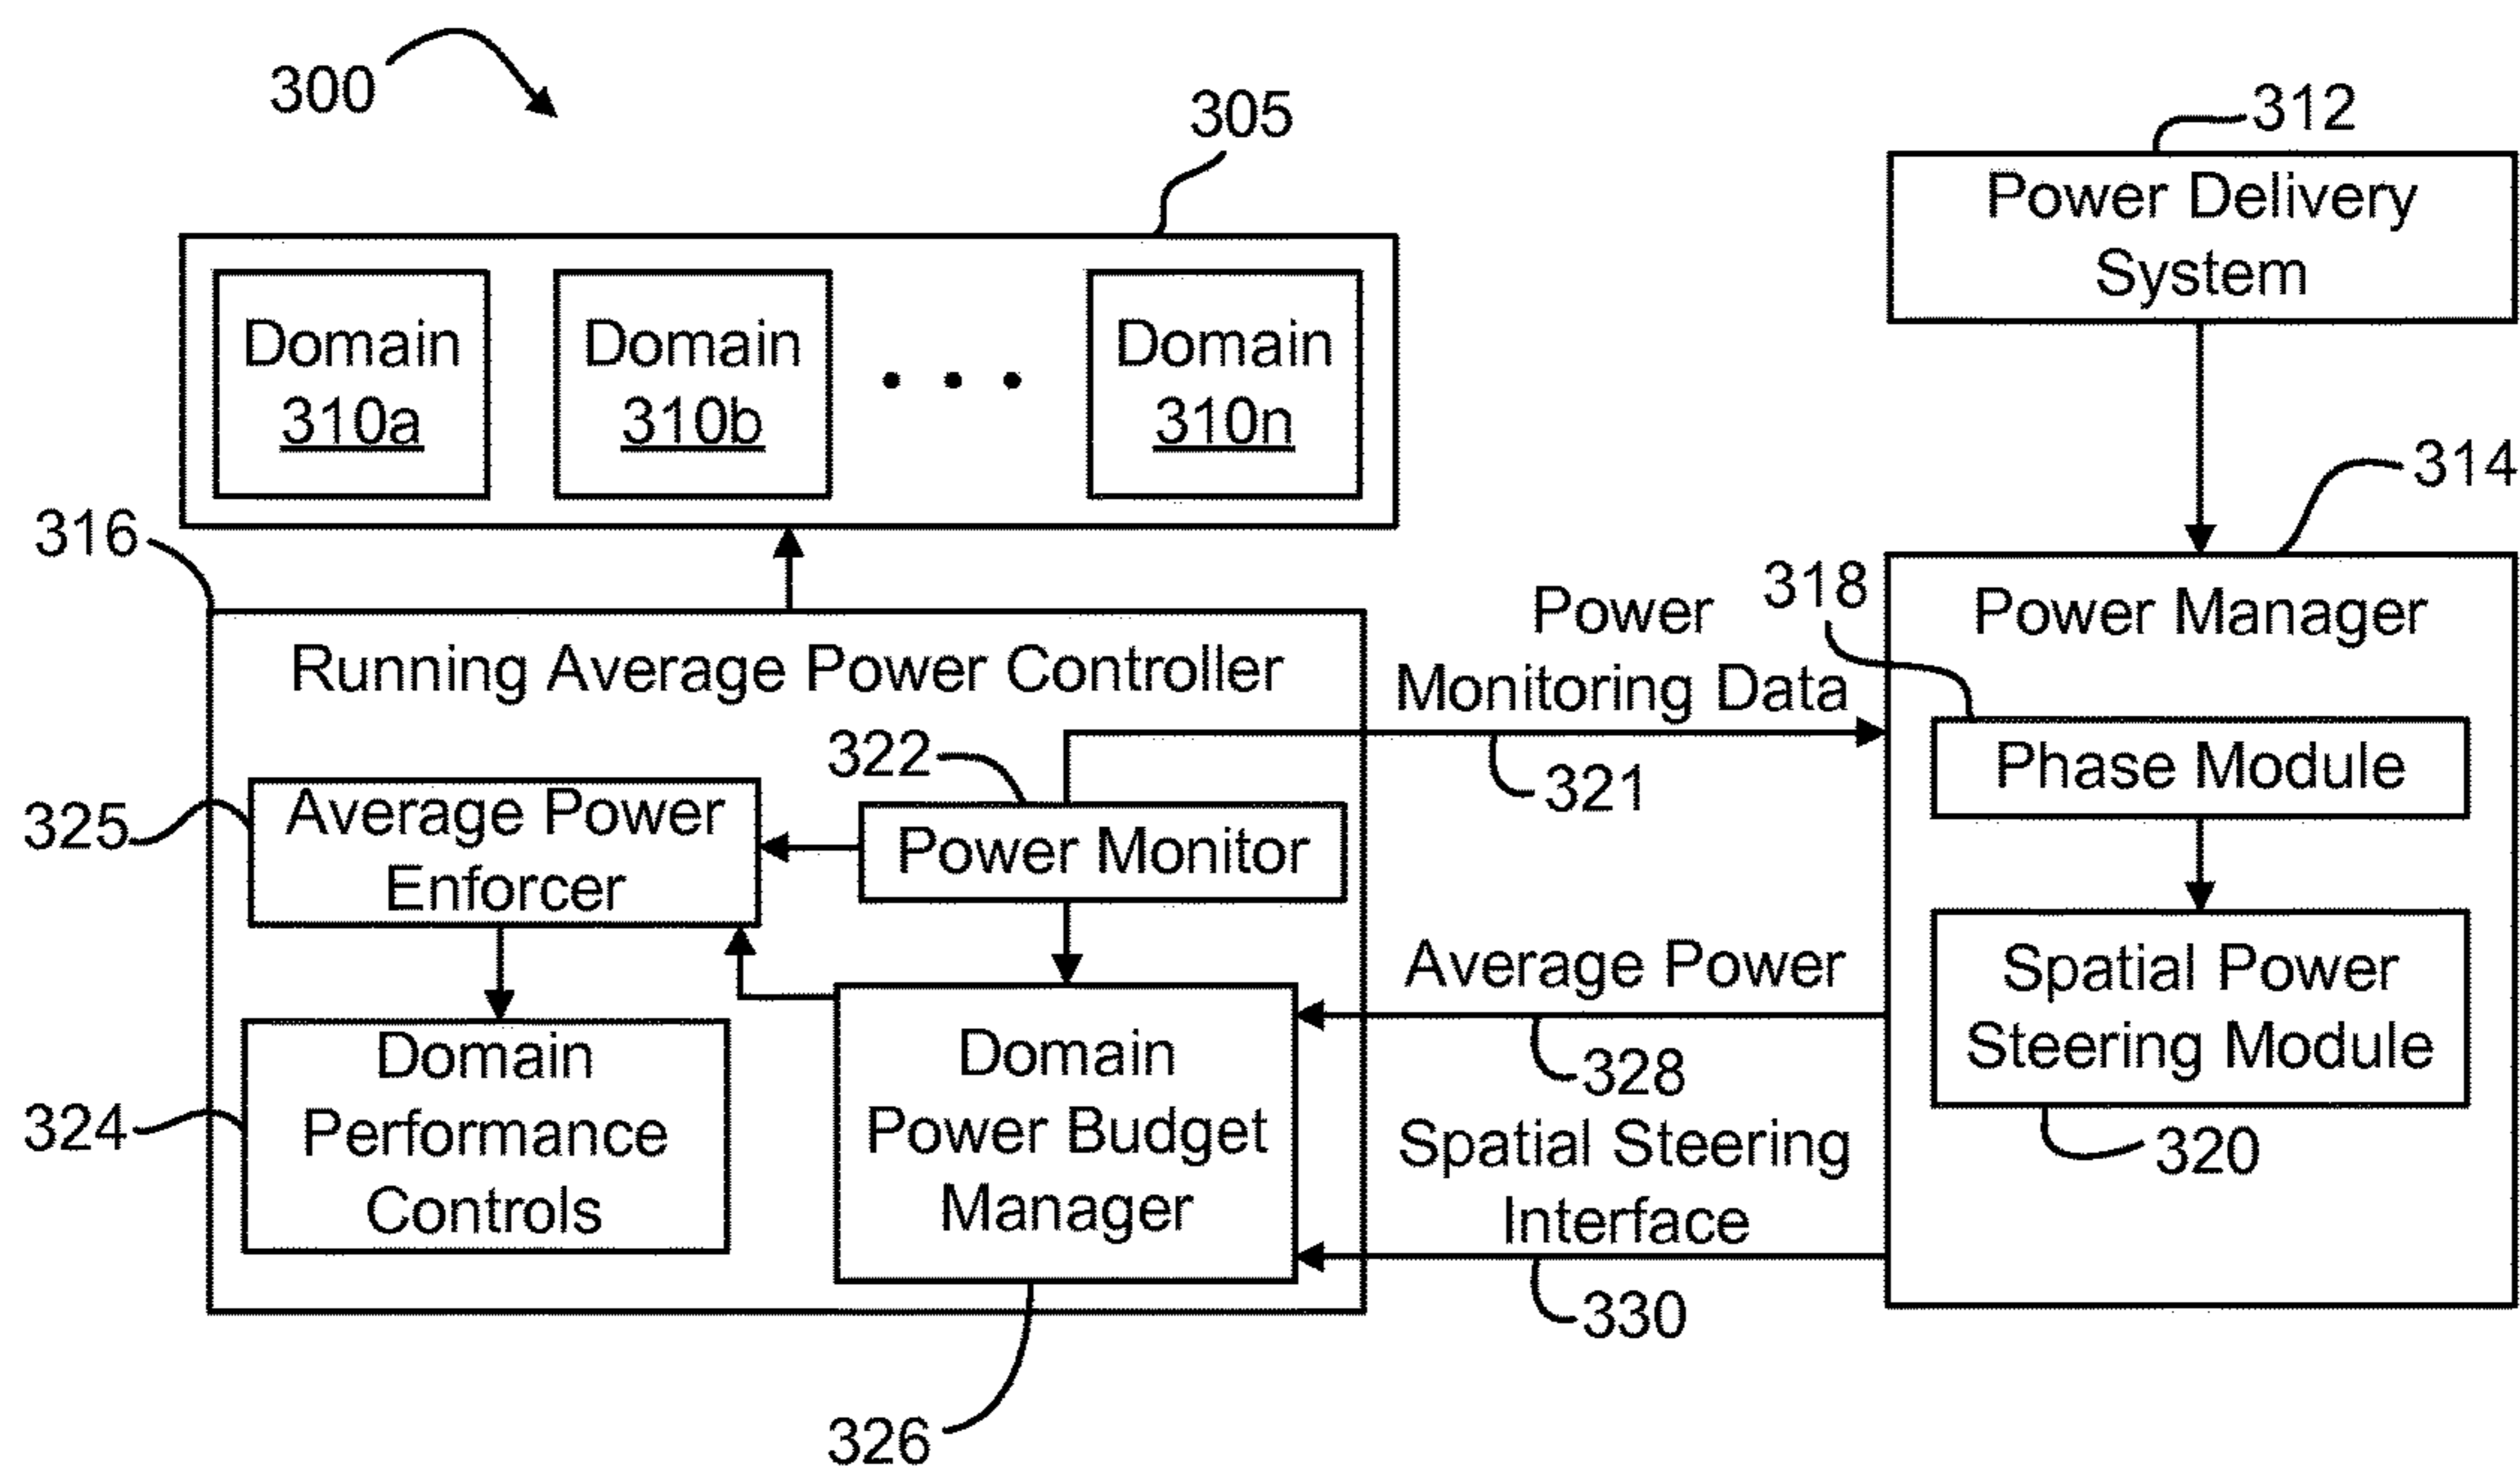 300
305
312
Power Delivery
System
Domain
310a
Domain
310b
• • •
Domain
310n
314
316
Running Average Power Controller
Power
Monitoring Data
318
Power Manager
322
321
Phase Module
325
Average Power
Enforcer
Power Monitor
Average Power
328
Spatial Power
Steering Module
320
324
Domain
Performance
Controls
Domain
Power Budget
Manager
Spatial Steering
Interface
330
326